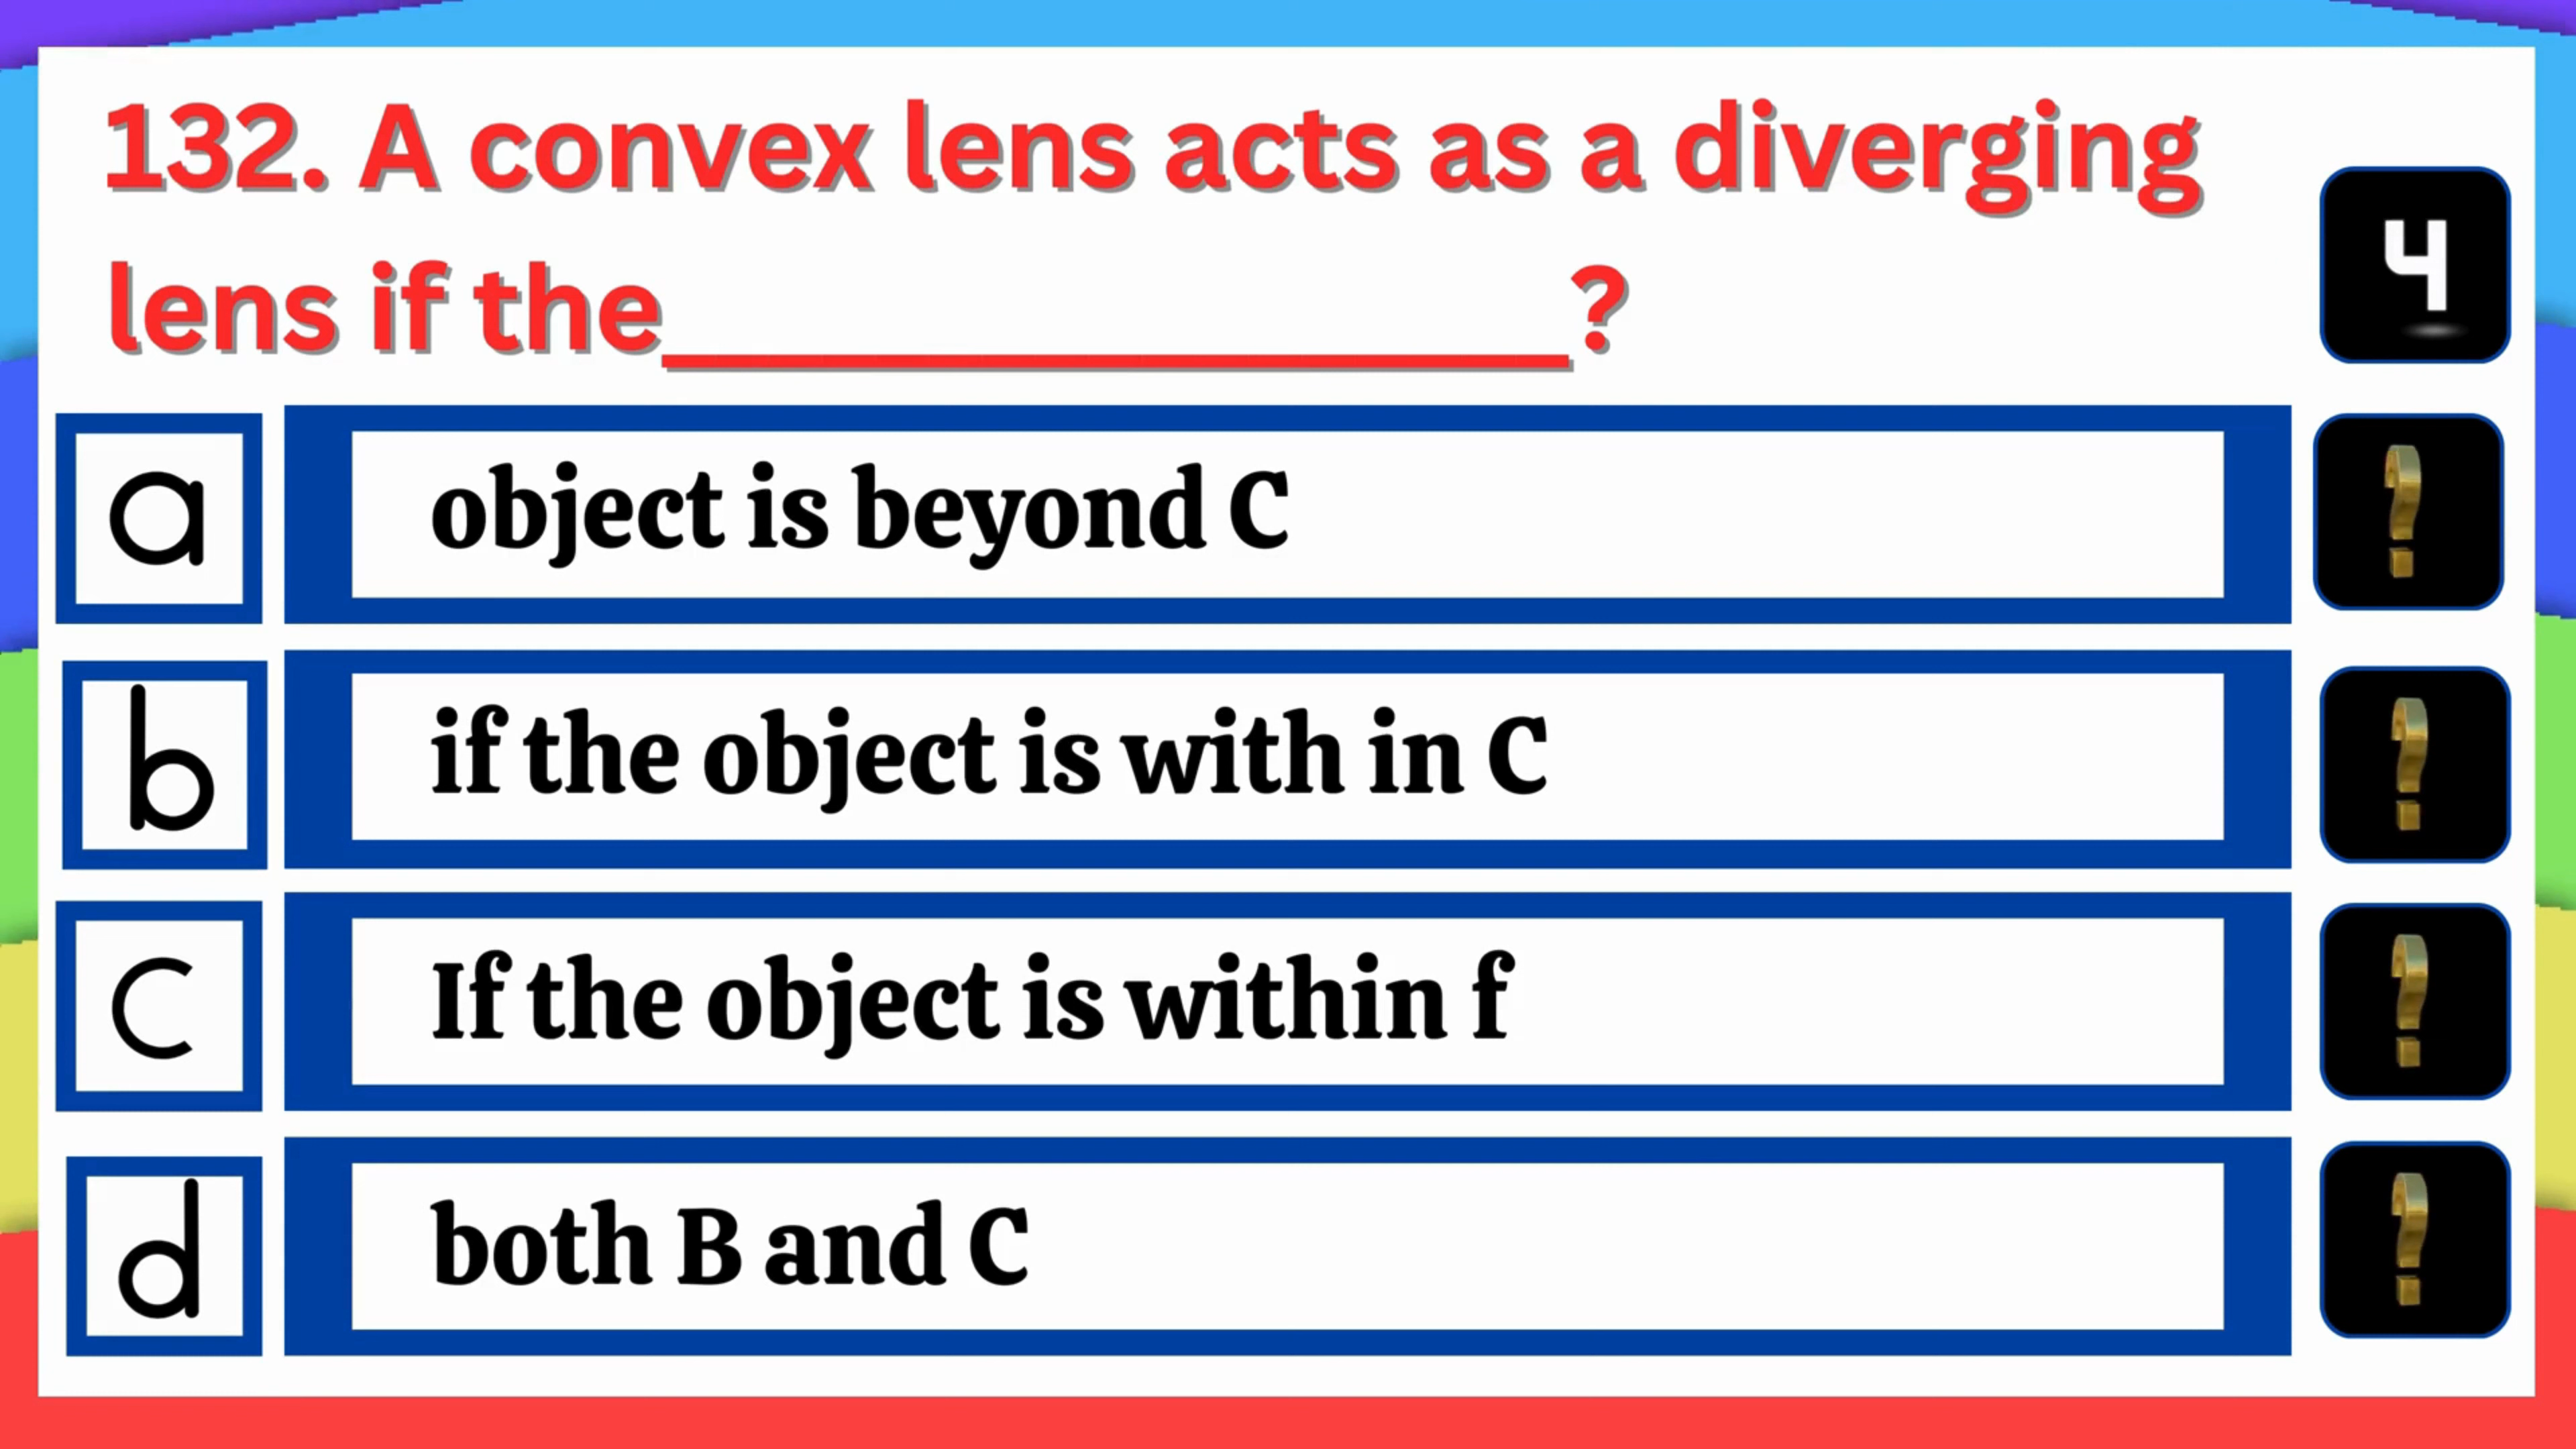 132. A convex lens acts as a diverging
lens if the______________?
4
a
object is beyond C
?
b
if the object is with in C
?
c
If the object is within f
?
d
both B and C
?